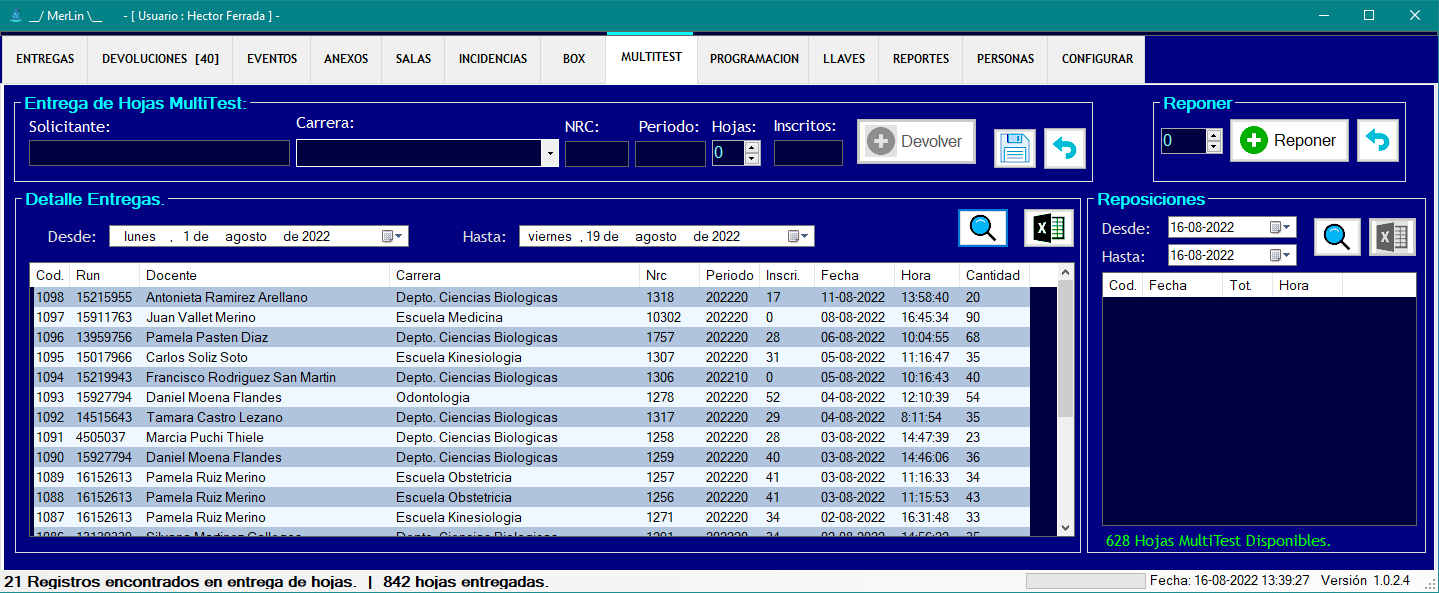 __/ MerLin \__ - [ Usuario : Hector Ferrada ] -
ENTREGAS DEVOLUCIONES [40] EVENTOS ANEXOS SALAS INCIDENCIAS BOX MULTITEST PROGRAMACION LLAVES REPORTES PERSONAS CONFIGURAR
Entrega de Hojas MultiTest:
Solicitante: Carrera: NRC: Periodo: Hojas: Inscritos:
0 Devolver
Reponer
0 Reponer
Detalle Entregas.
Desde: lunes , 1 de agosto de 2022 Hasta: viernes , 19 de agosto de 2022
Cod. Run Docente Carrera Nrc Periodo Inscri. Fecha Hora Cantidad
1098 15215955 Antonieta Ramirez Arellano Depto. Ciencias Biologicas 1318 202220 17 11-08-2022 13:58:40 20
1097 15911763 Juan Vallet Merino Escuela Medicina 10302 202220 0 08-08-2022 16:45:34 90
1096 13959756 Pamela Pasten Diaz Depto. Ciencias Biologicas 1757 202220 28 06-08-2022 10:04:55 68
1095 15017966 Carlos Soliz Soto Escuela Kinesiologia 1307 202220 31 05-08-2022 11:16:47 35
1094 15219943 Francisco Rodriguez San Martin Depto. Ciencias Biologicas 1306 202210 0 05-08-2022 10:16:43 40
1093 15927794 Daniel Moena Flandes Odontologia 1278 202220 52 04-08-2022 12:10:39 54
1092 14515643 Tamara Castro Lezano Depto. Ciencias Biologicas 1317 202220 29 04-08-2022 8:11:54 35
1091 4505037 Marcia Puchi Thiele Depto. Ciencias Biologicas 1258 202220 28 03-08-2022 14:47:39 23
1090 15927794 Daniel Moena Flandes Depto. Ciencias Biologicas 1259 202220 40 03-08-2022 14:46:06 36
1089 16152613 Pamela Ruiz Merino Escuela Obstetricia 1257 202220 41 03-08-2022 11:16:33 34
1088 16152613 Pamela Ruiz Merino Escuela Obstetricia 1256 202220 41 03-08-2022 11:15:53 43
1087 16152613 Pamela Ruiz Merino Escuela Kinesiologia 1271 202220 34 02-08-2022 16:31:48 33
Reposiciones
Desde: 16-08-2022
Hasta: 16-08-2022
Cod. Fecha Tot. Hora
628 Hojas MultiTest Disponibles.
21 Registros encontrados en entrega de hojas. | 842 hojas entregadas. Fecha: 16-08-2022 13:39:27 Versión 1.0.2.4